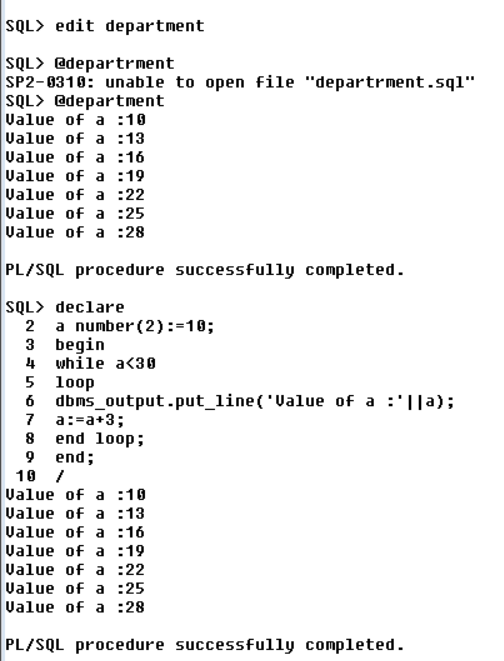 SQL> edit department
SQL> @departrment
SP2-0310: unable to open file "departrment.sql"
SQL> @department
Value of a :10
Value of a :13
Value of a :16
Value of a :19
Value of a :22
Value of a :25
Value of a :28
PL/SQL procedure successfully completed.
SQL> declare
2 a number(2):=10;
3 begin
4 while a<30
5 loop
6 dbms_output.put_line('Value of a :'||a);
7 a:=a+3;
8 end loop;
9 end;
10 /
Value of a :10
Value of a :13
Value of a :16
Value of a :19
Value of a :22
Value of a :25
Value of a :28
PL/SQL procedure successfully completed.